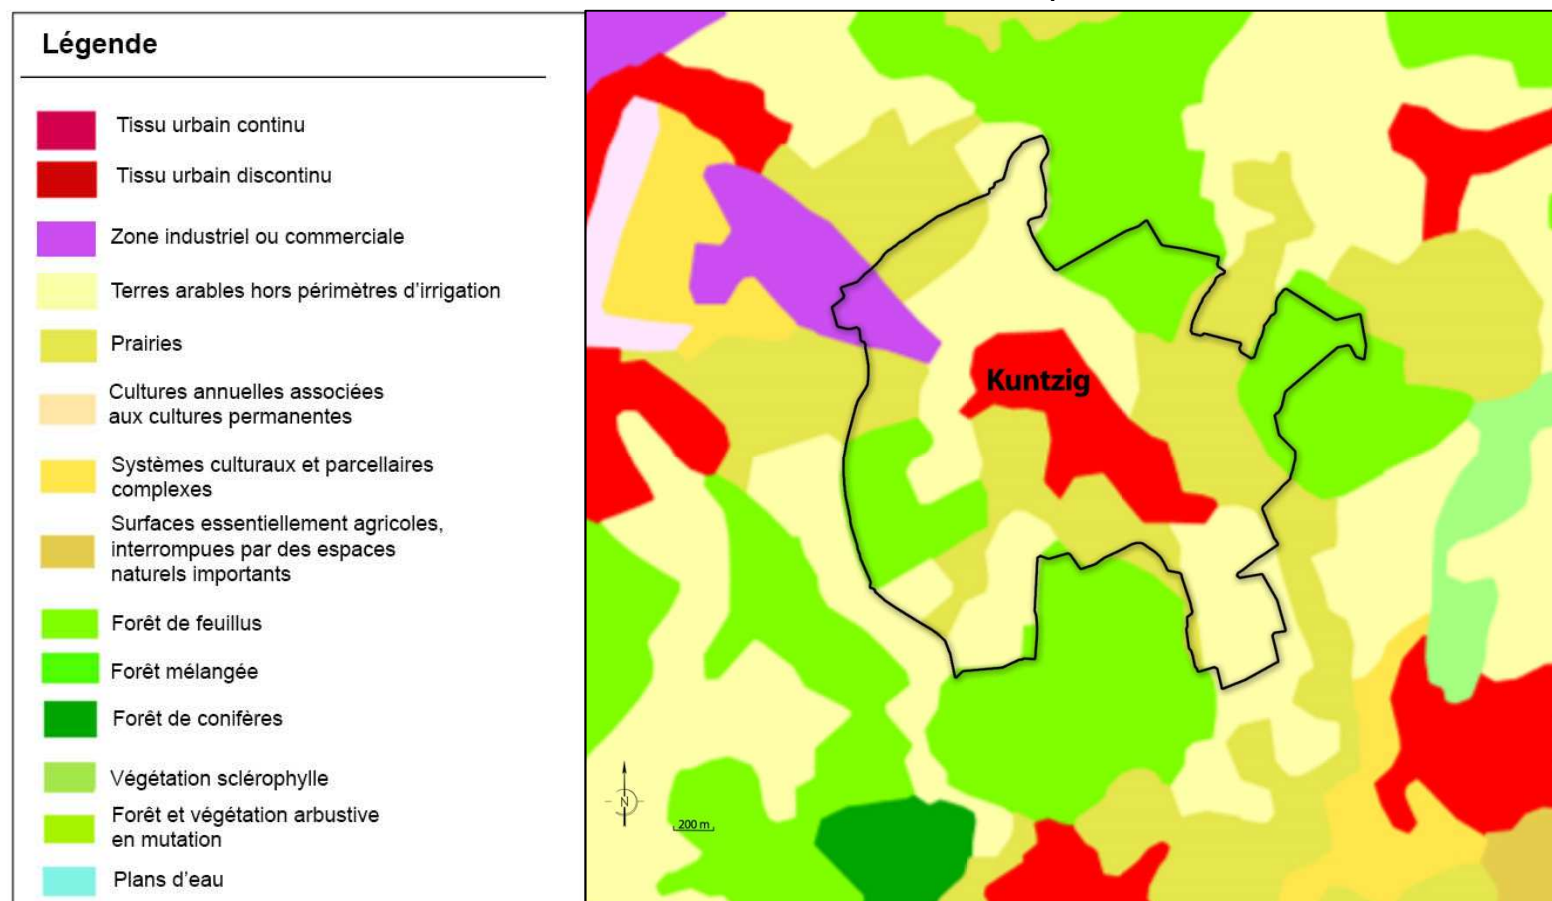 Légende
Tissu urbain continu
Tissu urbain discontinu
Zone industriel ou commerciale
Terres arables hors périmètres d'irrigation
Prairies
Cultures annuelles associées
aux cultures permanentes
Systèmes culturaux et parcellaires
complexes
Surfaces essentiellement agricoles,
interrompues par des espaces
naturels importants
Forêt de feuillus
Forêt mélangée
Forêt de conifères
Végétation sclérophylle
Forêt et végétation arbustive
en mutation
Plans d'eau
Kuntzig
N
200 m